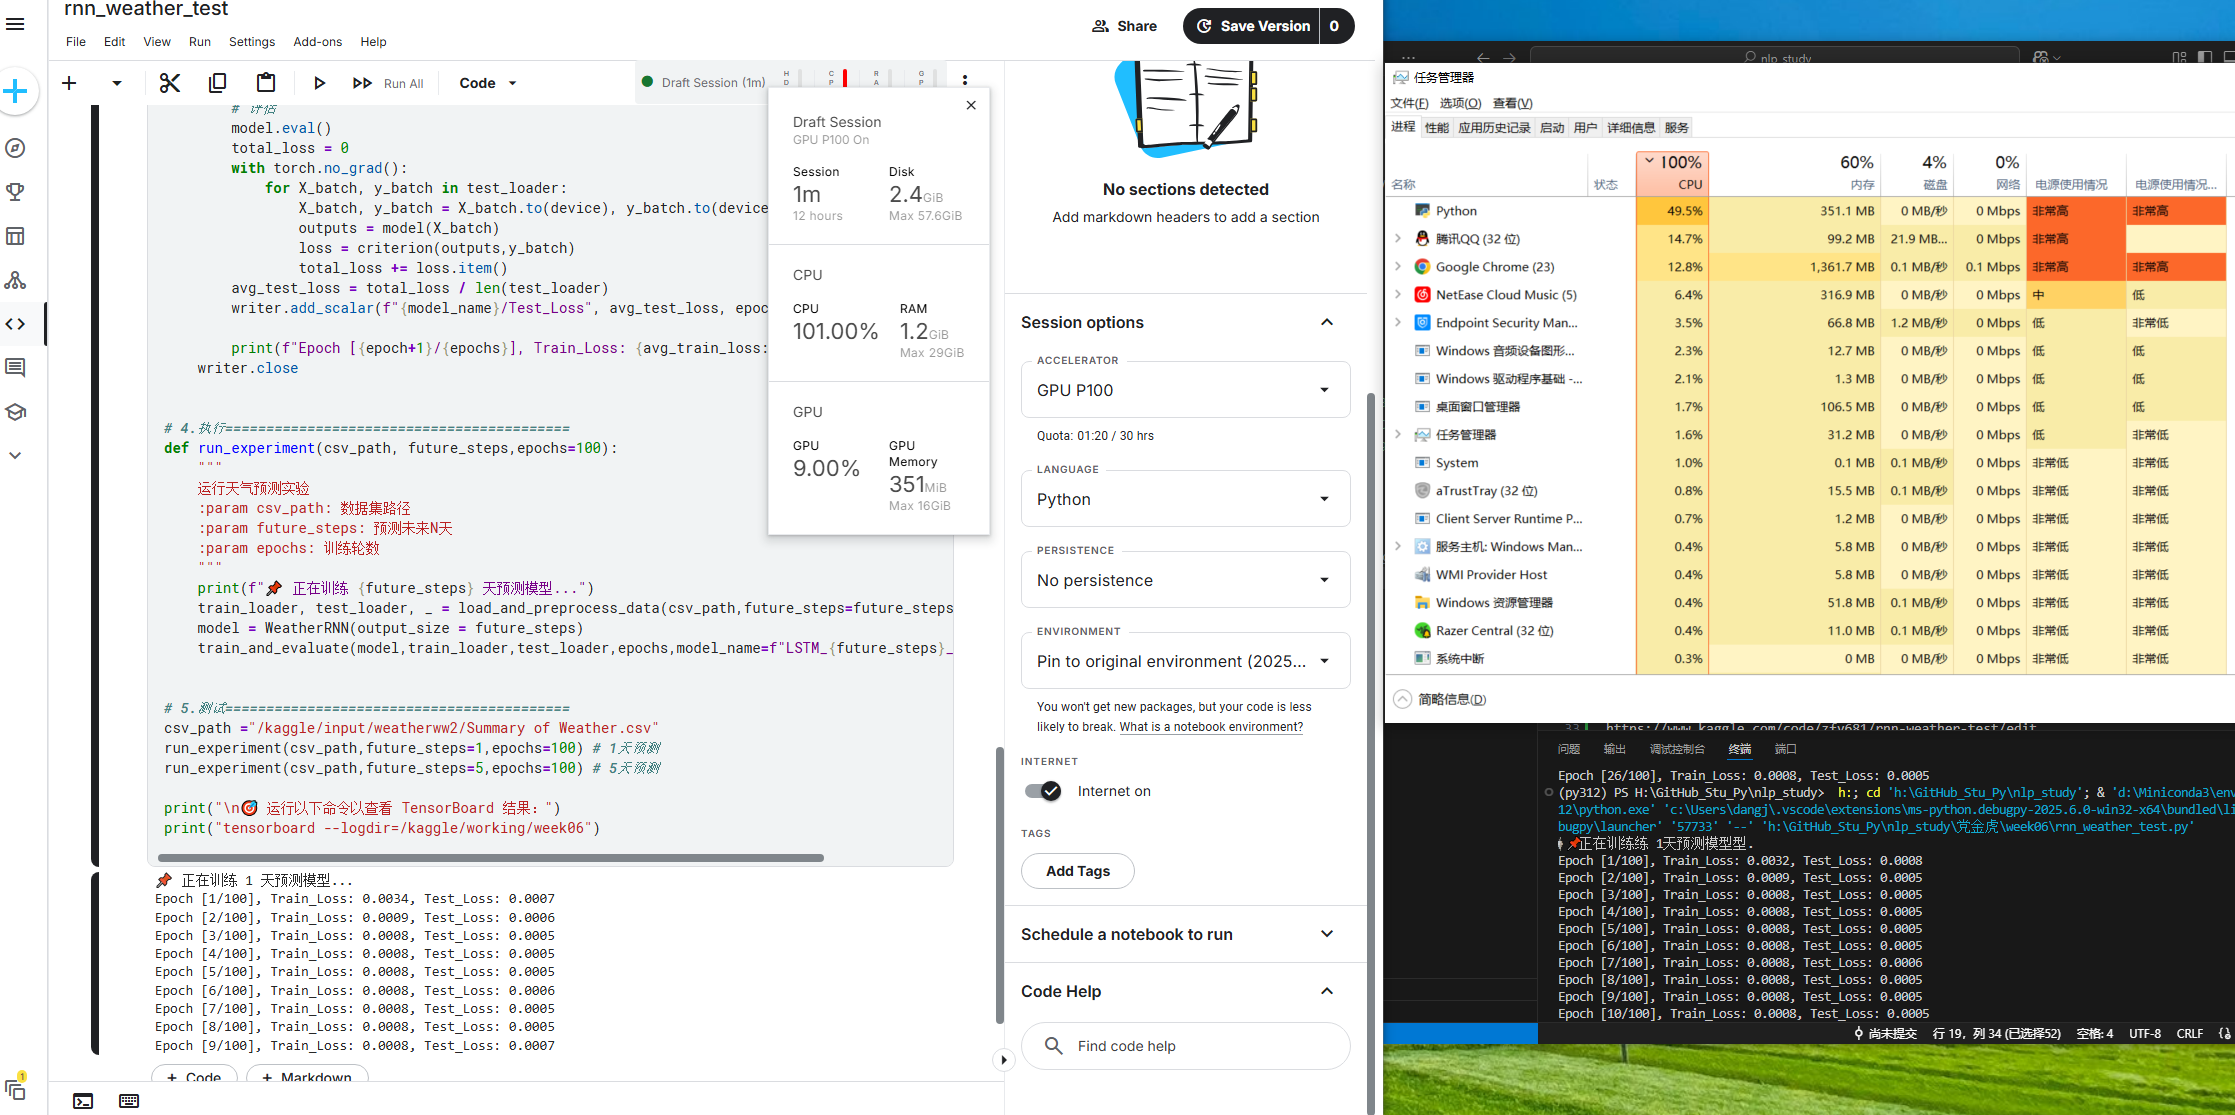 rnn_weather_test
File Edit View Run Settings Add-ons Help
Share
Save Version 0
Run All
Code
Draft Session (1m)
HD CP RA GP
# 评估
model.eval()
total_loss = 0
with torch.no_grad():
for X_batch, y_batch in test_loader:
X_batch, y_batch = X_batch.to(device), y_batch.to(device
outputs = model(X_batch)
loss = criterion(outputs,y_batch)
total_loss += loss.item()
avg_test_loss = total_loss / len(test_loader)
writer.add_scalar(f"{model_name}/Test_Loss", avg_test_loss, epoc
print(f"Epoch [{epoch+1}/{epochs}], Train_Loss: {avg_train_loss:
writer.close
# 4.执行=========================================
def run_experiment(csv_path, future_steps,epochs=100):
"""
运行天气预测实验
:param csv_path: 数据集路径
:param future_steps: 预测未来N天
:param epochs: 训练轮数
"""
print(f"📌 正在训练 {future_steps} 天预测模型...")
train_loader, test_loader, _ = load_and_preprocess_data(csv_path,future_steps=future_steps
model = WeatherRNN(output_size = future_steps)
train_and_evaluate(model,train_loader,test_loader,epochs,model_name=f"LSTM_{future_steps}_
# 5.测试=========================================
csv_path ="/kaggle/input/weatherww2/Summary of Weather.csv"
run_experiment(csv_path,future_steps=1,epochs=100) # 1天预测
run_experiment(csv_path,future_steps=5,epochs=100) # 5天预测
print("\n🎯 运行以下命令以查看 TensorBoard 结果：")
print("tensorboard --logdir=/kaggle/working/week06")
📌 正在训练 1 天预测模型...
Epoch [1/100], Train_Loss: 0.0034, Test_Loss: 0.0007
Epoch [2/100], Train_Loss: 0.0009, Test_Loss: 0.0006
Epoch [3/100], Train_Loss: 0.0008, Test_Loss: 0.0005
Epoch [4/100], Train_Loss: 0.0008, Test_Loss: 0.0005
Epoch [5/100], Train_Loss: 0.0008, Test_Loss: 0.0005
Epoch [6/100], Train_Loss: 0.0008, Test_Loss: 0.0006
Epoch [7/100], Train_Loss: 0.0008, Test_Loss: 0.0005
Epoch [8/100], Train_Loss: 0.0008, Test_Loss: 0.0005
Epoch [9/100], Train_Loss: 0.0008, Test_Loss: 0.0007
+ Code + Markdown
1
Draft Session
GPU P100 On
Session Disk
1m 2.4GiB
12 hours Max 57.6GiB
CPU
CPU RAM
101.00% 1.2GiB
Max 29GiB
GPU
GPU GPU Memory
9.00% 351MiB
Max 16GiB
No sections detected
Add markdown headers to add a section
Session options
ACCELERATOR
GPU P100
Quota: 01:20 / 30 hrs
LANGUAGE
Python
PERSISTENCE
No persistence
ENVIRONMENT
Pin to original environment (2025...
You won't get new packages, but your code is less
likely to break. What is a notebook environment?
INTERNET
Internet on
TAGS
Add Tags
Schedule a notebook to run
Code Help
Find code help
nlp_study
任务管理器
文件(F) 选项(O) 查看(V)
进程 性能 应用历史记录 启动 用户 详细信息 服务
100% 60% 4% 0%
名称 状态 CPU 内存 磁盘 网络 电源使用情况 电源使用情况...
Python 49.5% 351.1 MB 0 MB/秒 0 Mbps 非常高 非常高
腾讯QQ (32 位) 14.7% 99.2 MB 21.9 MB... 0 Mbps 非常高
Google Chrome (23) 12.8% 1,361.7 MB 0.1 MB/秒 0.1 Mbps 非常高 非常高
NetEase Cloud Music (5) 6.4% 316.9 MB 0 MB/秒 0 Mbps 中 低
Endpoint Security Man... 3.5% 66.8 MB 1.2 MB/秒 0 Mbps 低 非常低
Windows 音频设备图形... 2.3% 12.7 MB 0 MB/秒 0 Mbps 低 低
Windows 驱动程序基础 -... 2.1% 1.3 MB 0 MB/秒 0 Mbps 低 低
桌面窗口管理器 1.7% 106.5 MB 0 MB/秒 0 Mbps 低 低
任务管理器 1.6% 31.2 MB 0 MB/秒 0 Mbps 低 非常低
System 1.0% 0.1 MB 0.1 MB/秒 0 Mbps 非常低 非常低
aTrustTray (32 位) 0.8% 15.5 MB 0.1 MB/秒 0 Mbps 非常低 非常低
Client Server Runtime P... 0.7% 1.2 MB 0 MB/秒 0 Mbps 非常低 非常低
服务主机: Windows Man... 0.4% 5.8 MB 0 MB/秒 0 Mbps 非常低 非常低
WMI Provider Host 0.4% 5.8 MB 0 MB/秒 0 Mbps 非常低 非常低
Windows 资源管理器 0.4% 51.8 MB 0.1 MB/秒 0 Mbps 非常低 非常低
Razer Central (32 位) 0.4% 11.0 MB 0.1 MB/秒 0 Mbps 非常低 非常低
系统中断 0.3% 0 MB 0 MB/秒 0 Mbps 非常低 非常低
简略信息(D)
33 https://www.kaggle.com/code/zfy681/rnn-weather-test/edit
问题 输出 调试控制台 终端 端口
Epoch [26/100], Train_Loss: 0.0008, Test_Loss: 0.0005
(py312) PS H:\GitHub_Stu_Py\nlp_study> h:; cd 'h:\GitHub_Stu_Py\nlp_study'; & 'd:\Miniconda3\env
12\python.exe' 'c:\Users\dangj\.vscode\extensions\ms-python.debugpy-2025.6.0-win32-x64\bundled\li
bugpy\launcher' '57733' '--' 'h:\GitHub_Stu_Py\nlp_study\党金虎\week06\rnn_weather_test.py'
📌正在训练练 1天预测模型型.
Epoch [1/100], Train_Loss: 0.0032, Test_Loss: 0.0008
Epoch [2/100], Train_Loss: 0.0009, Test_Loss: 0.0005
Epoch [3/100], Train_Loss: 0.0008, Test_Loss: 0.0005
Epoch [4/100], Train_Loss: 0.0008, Test_Loss: 0.0005
Epoch [5/100], Train_Loss: 0.0008, Test_Loss: 0.0005
Epoch [6/100], Train_Loss: 0.0008, Test_Loss: 0.0005
Epoch [7/100], Train_Loss: 0.0008, Test_Loss: 0.0006
Epoch [8/100], Train_Loss: 0.0008, Test_Loss: 0.0005
Epoch [9/100], Train_Loss: 0.0008, Test_Loss: 0.0005
Epoch [10/100], Train_Loss: 0.0008, Test_Loss: 0.0005
尚未提交 行 19，列 34 (已选择52) 空格: 4 UTF-8 CRLF